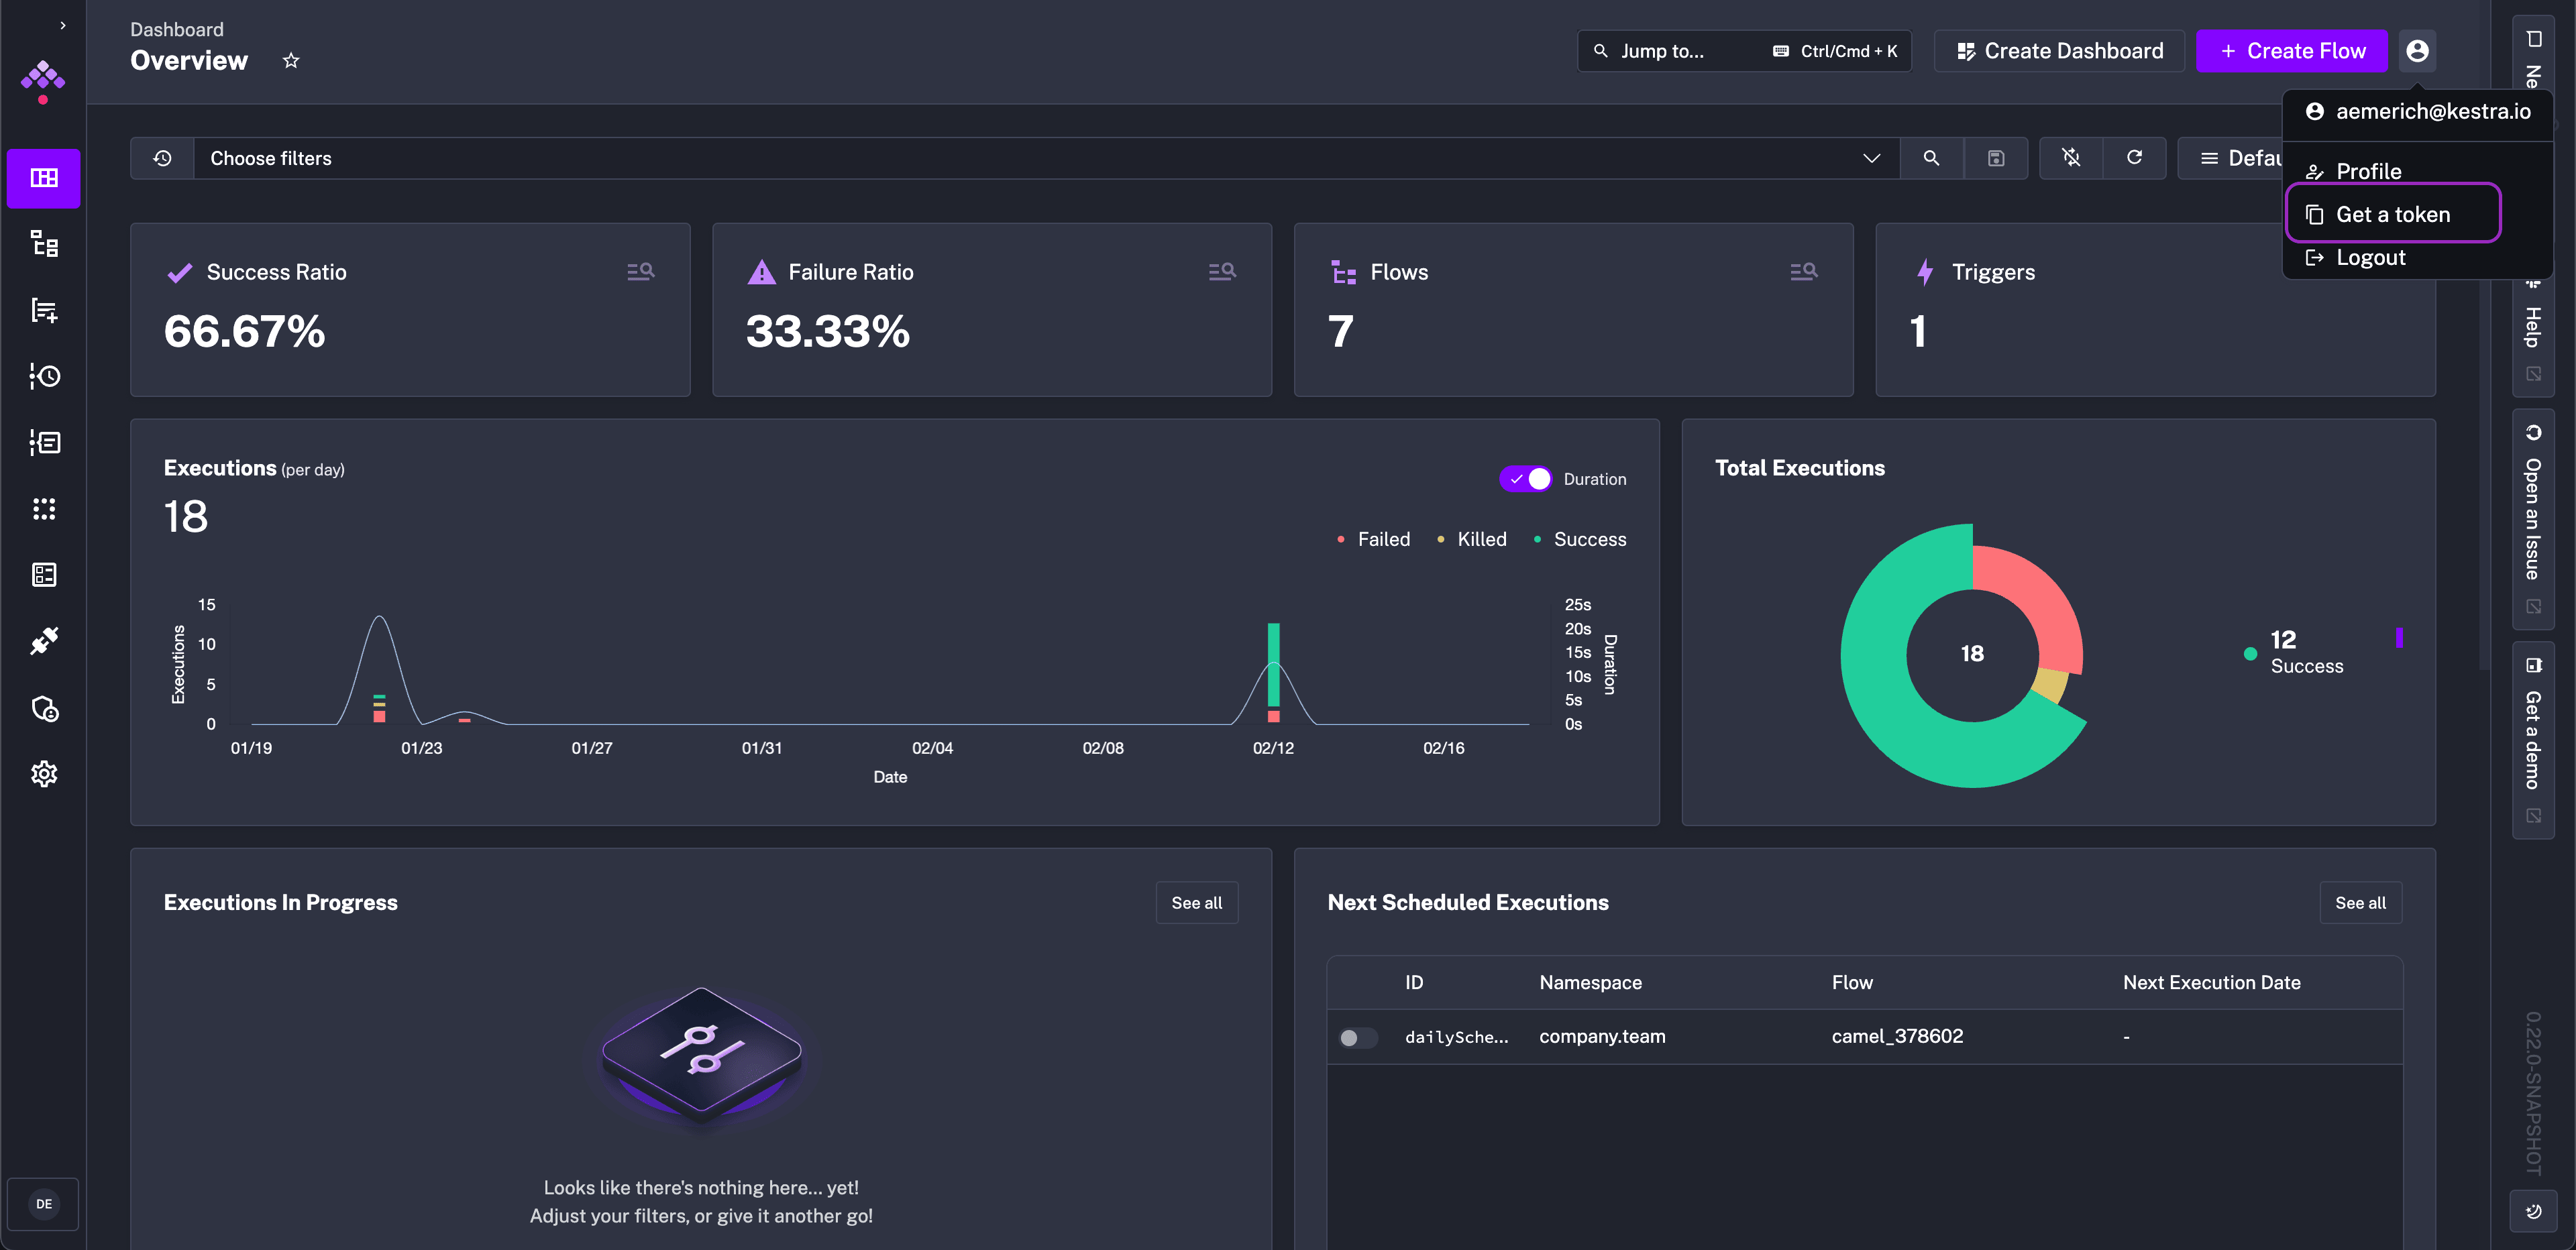 Dashboard
Overview
Jump to...
Ctrl/Cmd + K
Create Dashboard
+ Create Flow
aemerich@kestra.io
Profile
Get a token
Logout
Choose filters
Success Ratio
66.67%
Failure Ratio
33.33%
Flows
7
Triggers
1
Executions (per day)
18
Duration
Failed
Killed
Success
Executions
15
10
5
0
25s
20s
15s
10s
5s
0s
Duration
01/19
01/23
01/27
01/31
02/04
02/08
02/12
02/16
Date
Total Executions
18
12
Success
Executions In Progress
See all
Looks like there's nothing here... yet!
Adjust your filters, or give it another go!
Next Scheduled Executions
See all
ID
Namespace
Flow
Next Execution Date
dailySche...
company.team
camel_378602
-
Help
Open an Issue
Get a demo
0.22.0-SNAPSHOT
DE